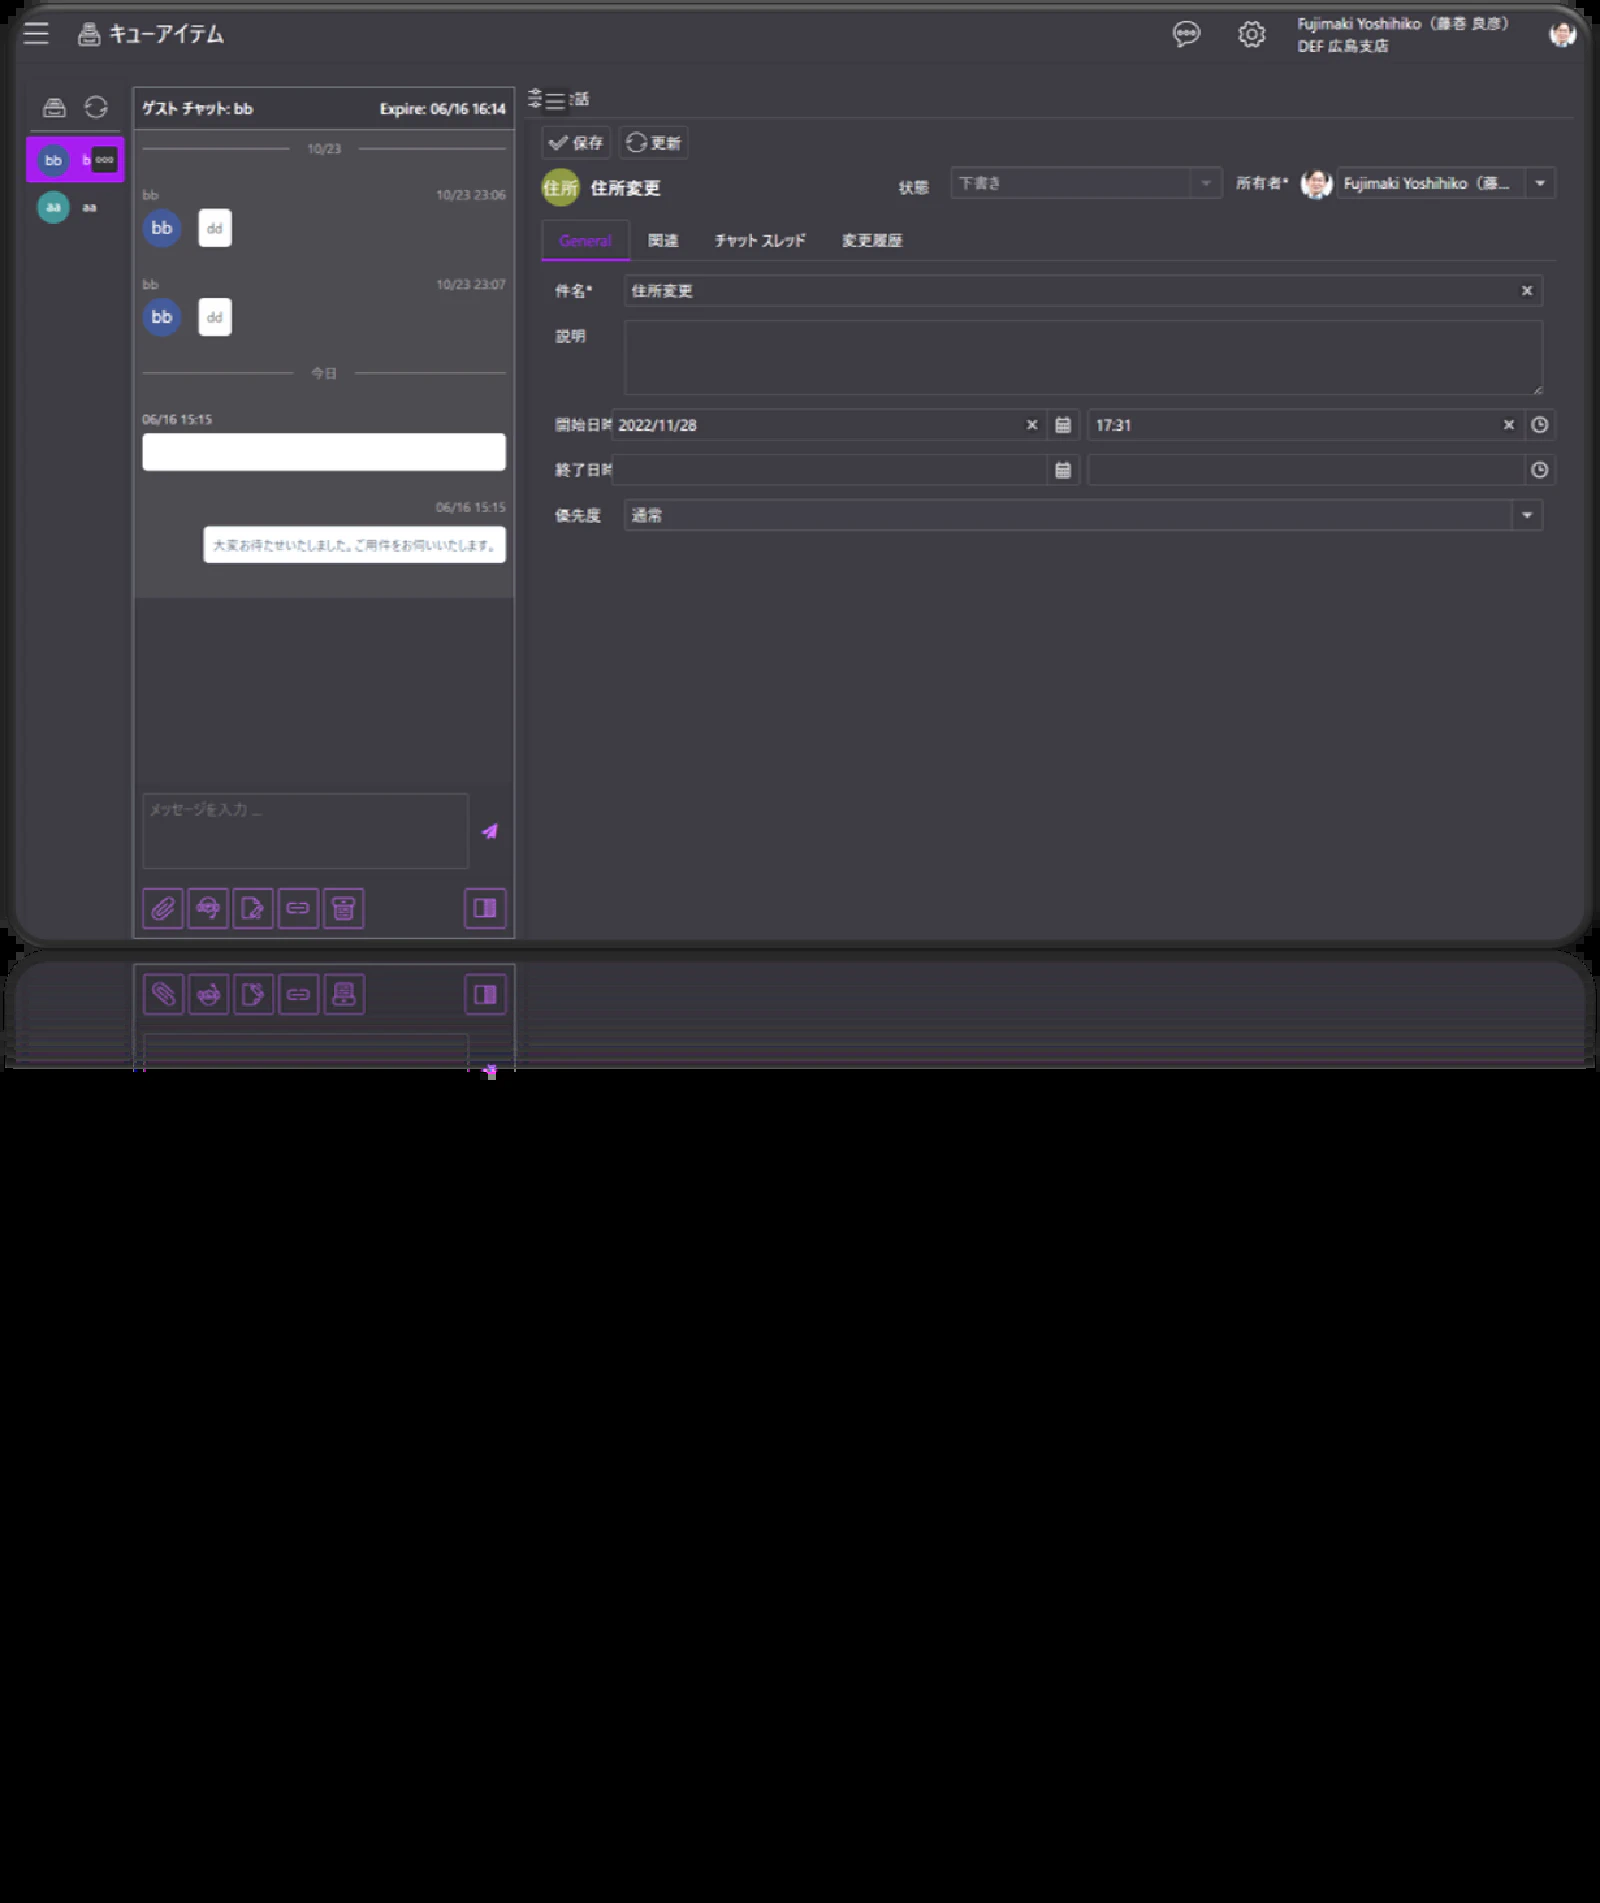 キューアイテム
Fujimaki Yoshihiko（藤巻 良彦）
DEF 広島支店
ゲスト チャット: bb
Expire: 06/16 16:14
bb
b
aa
aa
10/23
bb
10/23 23:06
bb
dd
bb
10/23 23:07
bb
dd
今日
06/16 15:15
06/16 15:15
大変お待たせいたしました。ご用件をお伺いいたします。
メッセージを入力 ...
話
保存
更新
住所
住所変更
状態
下書き
所有者*
Fujimaki Yoshihiko（藤...
General
関連
チャット スレッド
変更履歴
件名*
住所変更
説明
開始日時
2022/11/28
17:31
終了日時
優先度
通常